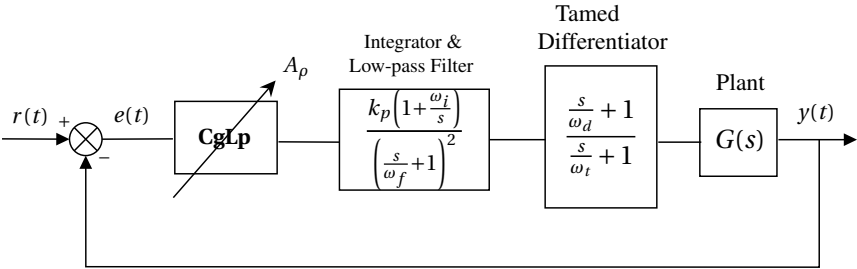 Tamed
Differentiator
Integrator &
Low-pass Filter
Plant
A_ρ
r(t)
+
−
e(t)
CgLp
k_p(1+ω_i/s)
(s/ω_f+1)^2
s/ω_d + 1
s/ω_t + 1
G(s)
y(t)